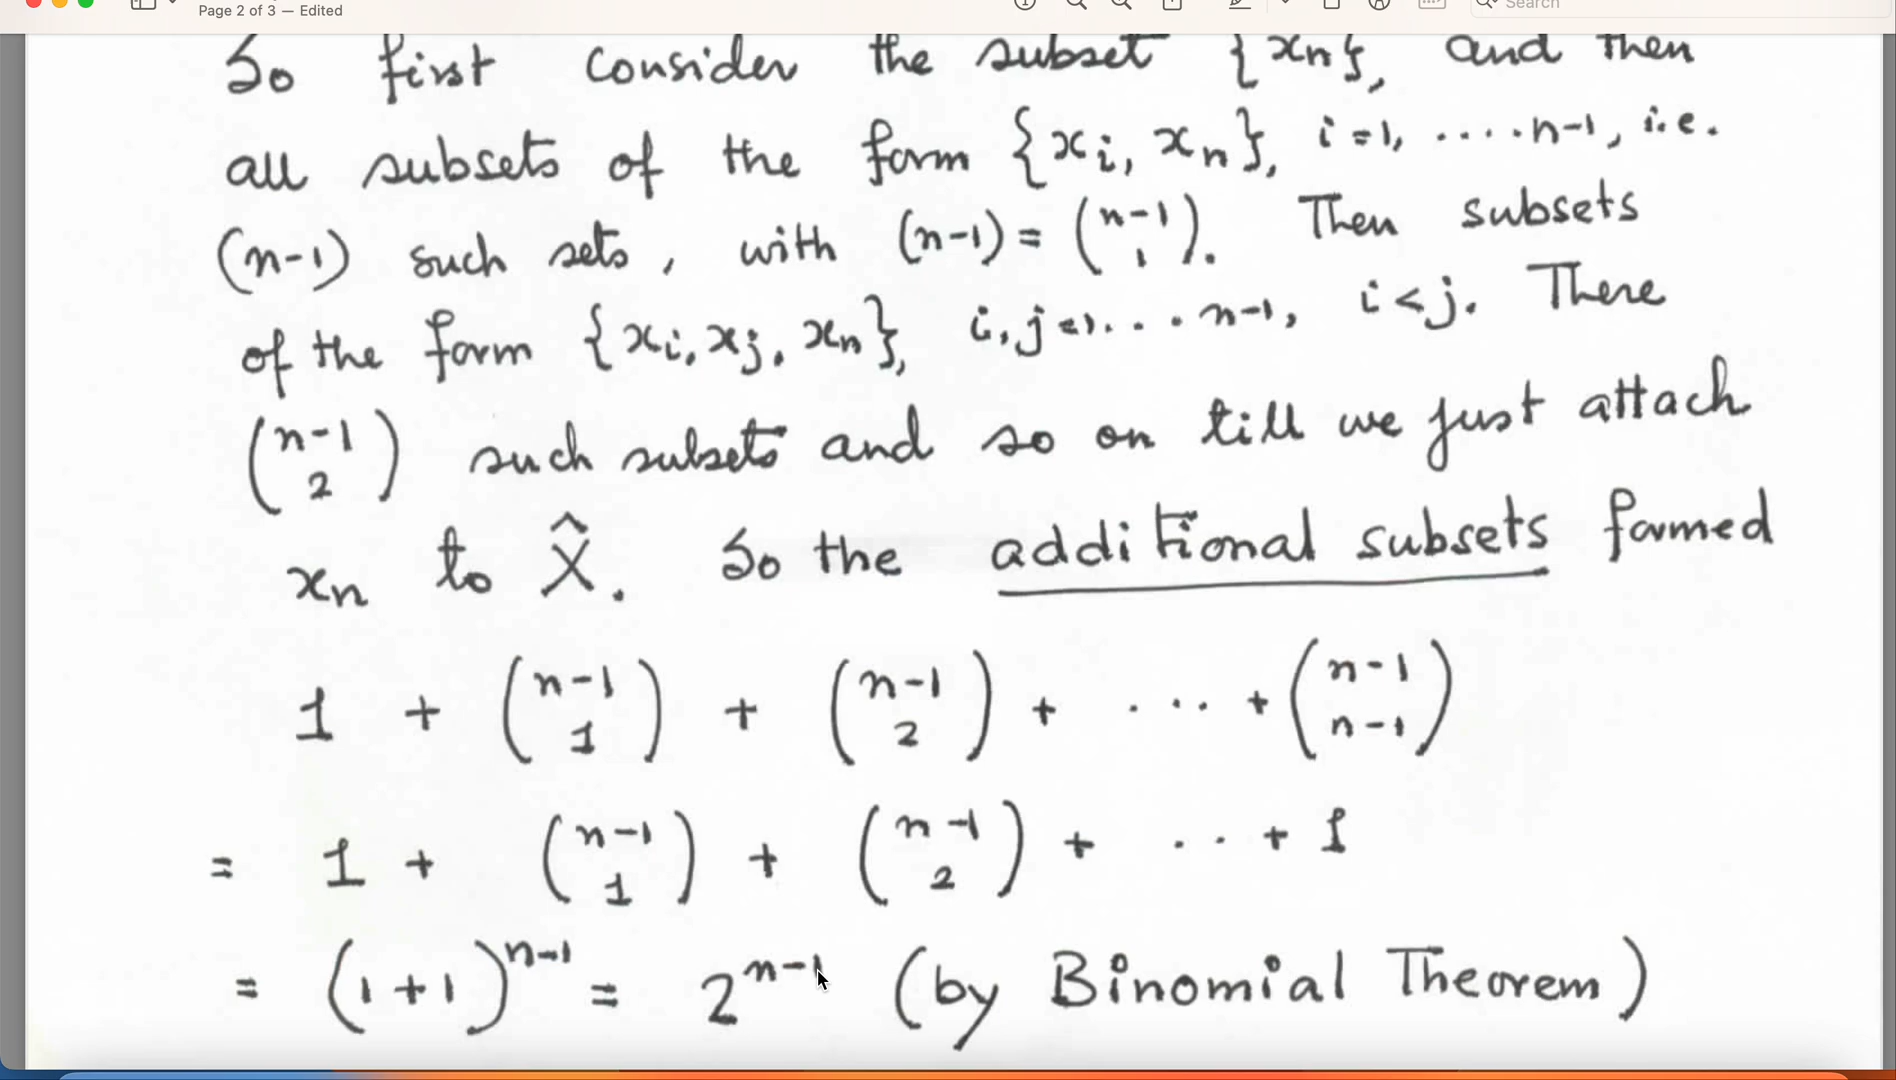 Page 2 of 3 — Edited
Search
So first consider the subset {xn}, and then
all subsets of the form {xi, xn}, i=1, ....n-1, i.e.
(n-1) such sets, with (n-1) = (n-1 1). Then subsets
of the form {xi, xj, xn}, i,j=1...n-1, i<j. There
(n-1 2) such subsets and so on till we just attach
xn to X̂. So the additional subsets formed
1 + (n-1 1) + (n-1 2) + .... + (n-1 n-1)
= 1 + (n-1 1) + (n-1 2) + ... + 1
= (1+1)^n-1 = 2^n-1 (by Binomial Theorem)